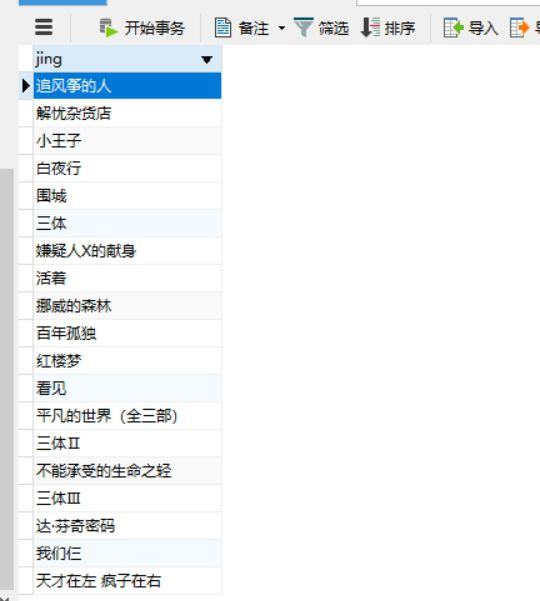 开始事务 备注 筛选 排序 导入
jing
追风筝的人
解忧杂货店
小王子
白夜行
围城
三体
嫌疑人X的献身
活着
挪威的森林
百年孤独
红楼梦
看见
平凡的世界（全三部）
三体Ⅱ
不能承受的生命之轻
三体Ⅲ
达·芬奇密码
我们仨
天才在左 疯子在右